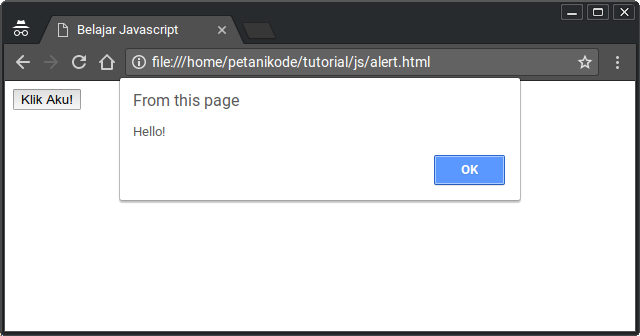 Belajar Javascript
file:///home/petanikode/tutorial/js/alert.html
Klik Aku!
From this page
Hello!
OK